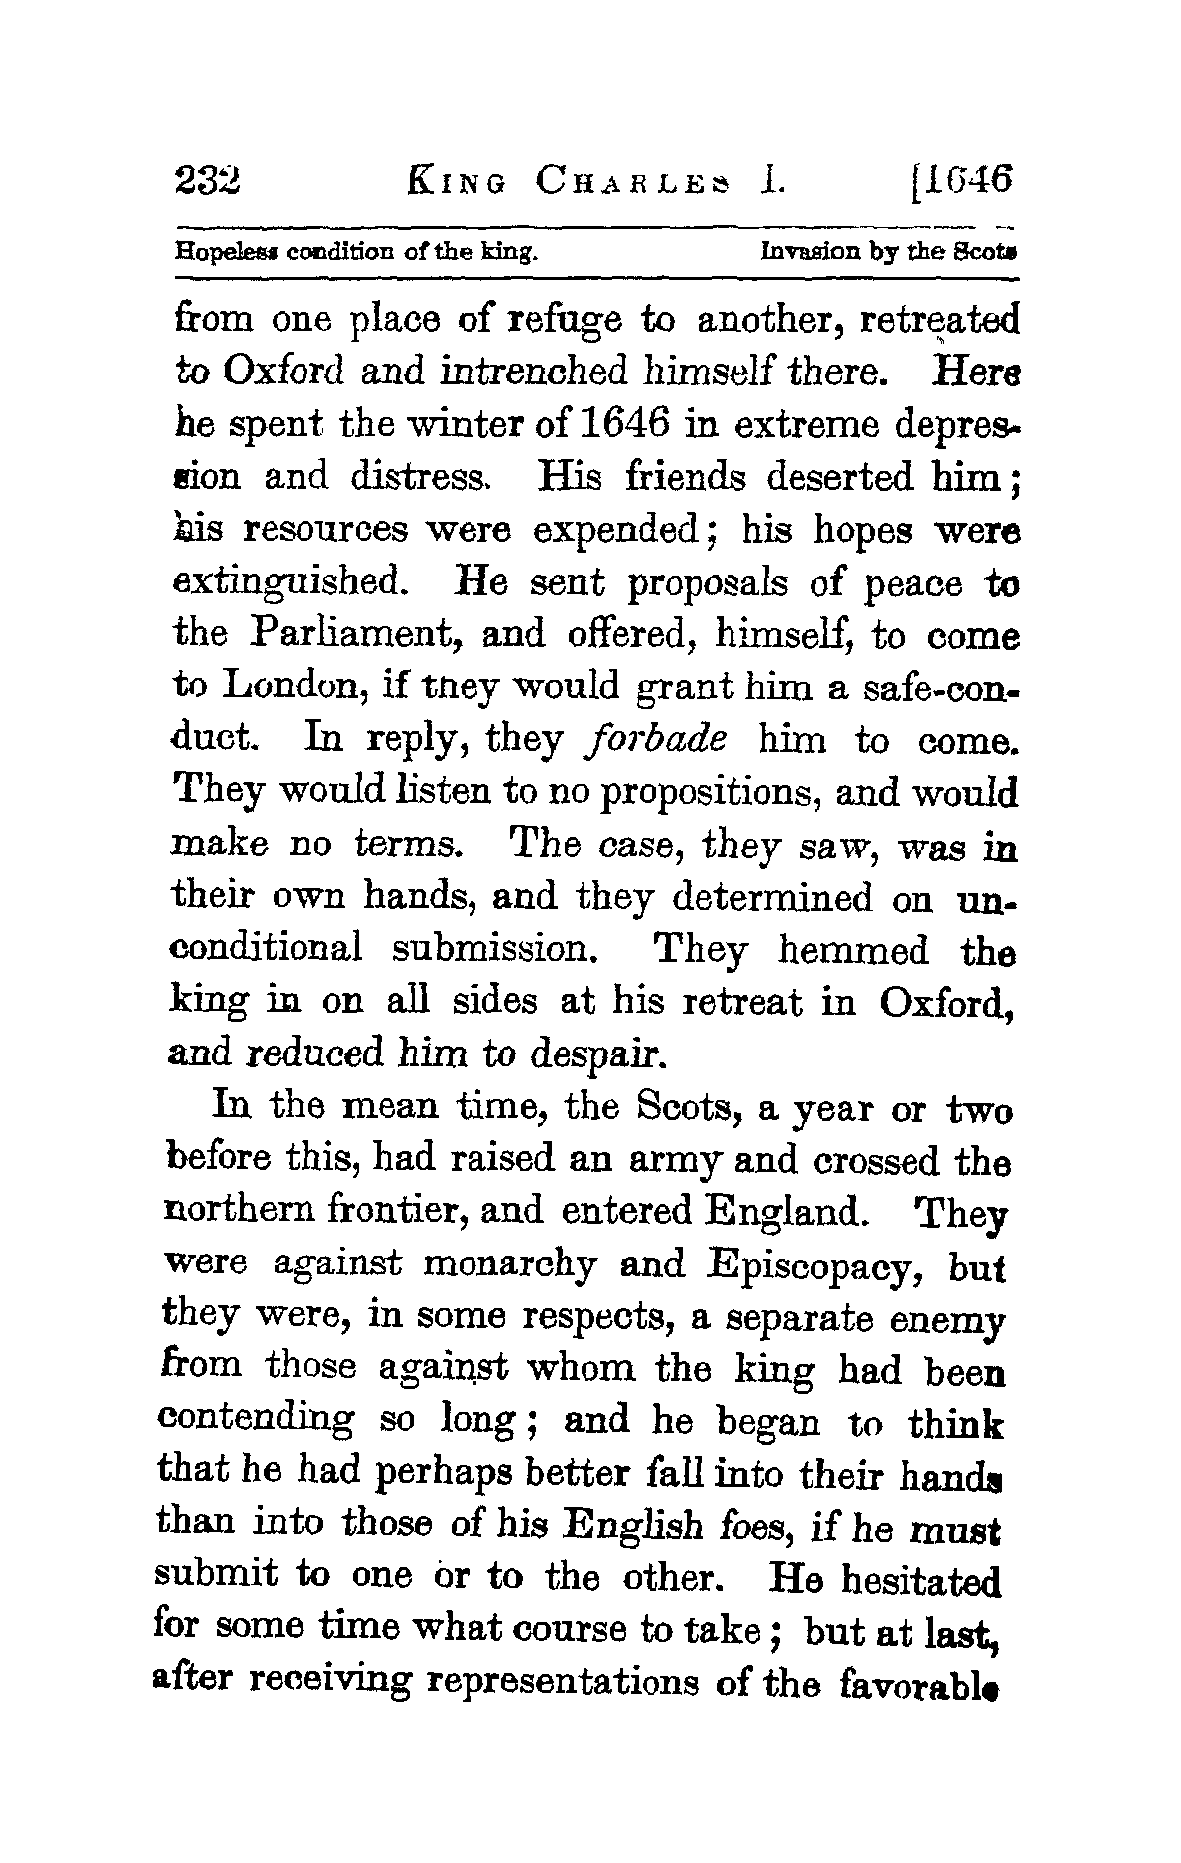 232 King Charles I. [1646
Hopeless condition of the king. Invasion by the Scots
from one place of refuge to another, retreated
to Oxford and intrenched himself there. Here
he spent the winter of 1646 in extreme depres-
sion and distress. His friends deserted him;
his resources were expended; his hopes were
extinguished. He sent proposals of peace to
the Parliament, and offered, himself, to come
to London, if they would grant him a safe-con-
duct. In reply, they forbade him to come.
They would listen to no propositions, and would
make no terms. The case, they saw, was in
their own hands, and they determined on un-
conditional submission. They hemmed the
king in on all sides at his retreat in Oxford,
and reduced him to despair.
In the mean time, the Scots, a year or two
before this, had raised an army and crossed the
northern frontier, and entered England. They
were against monarchy and Episcopacy, but
they were, in some respects, a separate enemy
from those against whom the king had been
contending so long; and he began to think
that he had perhaps better fall into their hands
than into those of his English foes, if he must
submit to one or to the other. He hesitated
for some time what course to take; but at last,
after receiving representations of the favorable